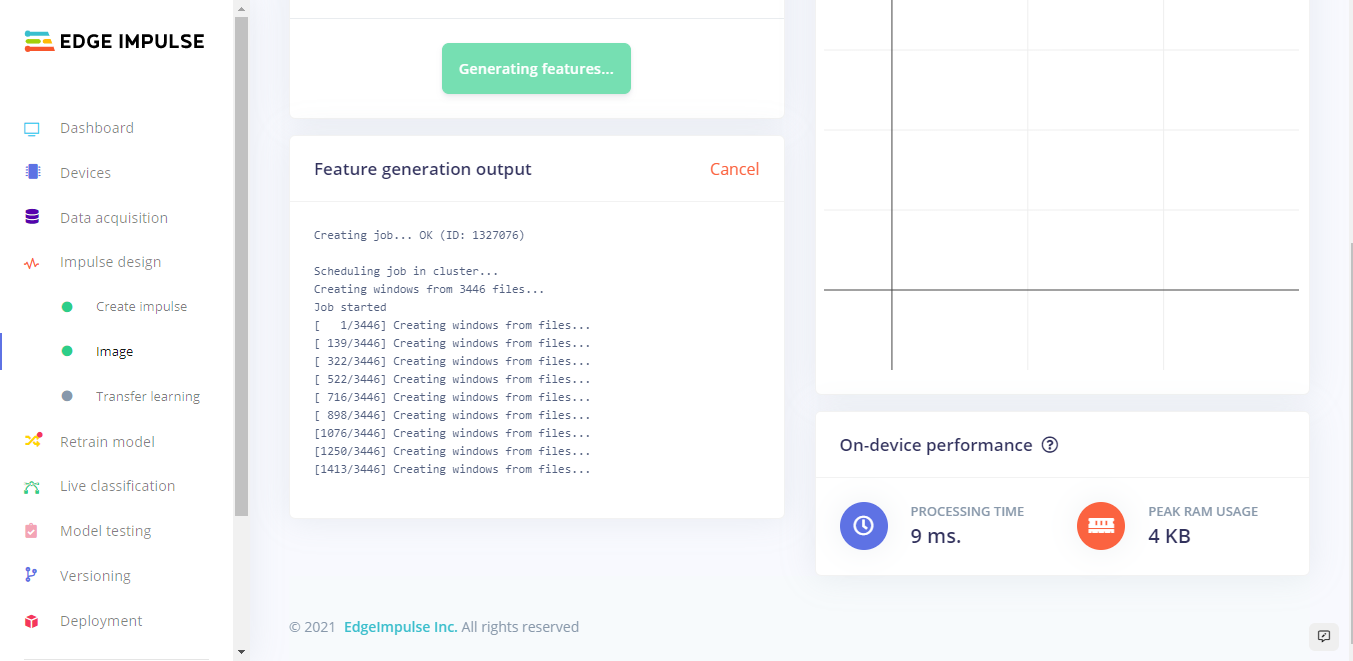 EDGE IMPULSE
Dashboard
Devices
Data acquisition
Impulse design
Create impulse
Image
Transfer learning
Retrain model
Live classification
Model testing
Versioning
Deployment
Generating features...
Feature generation output
Cancel
Creating job... OK (ID: 1327076)
Scheduling job in cluster...
Creating windows from 3446 files...
Job started
[   1/3446] Creating windows from files...
[ 139/3446] Creating windows from files...
[ 322/3446] Creating windows from files...
[ 522/3446] Creating windows from files...
[ 716/3446] Creating windows from files...
[ 898/3446] Creating windows from files...
[1076/3446] Creating windows from files...
[1250/3446] Creating windows from files...
[1413/3446] Creating windows from files...
On-device performance ?
PROCESSING TIME
9 ms.
PEAK RAM USAGE
4 KB
© 2021 EdgeImpulse Inc. All rights reserved